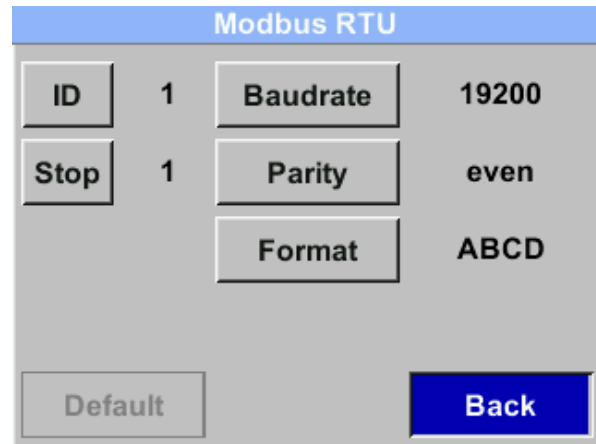 Modbus RTU
ID 1 Baudrate 19200
Stop 1 Parity even
Format ABCD
Default Back